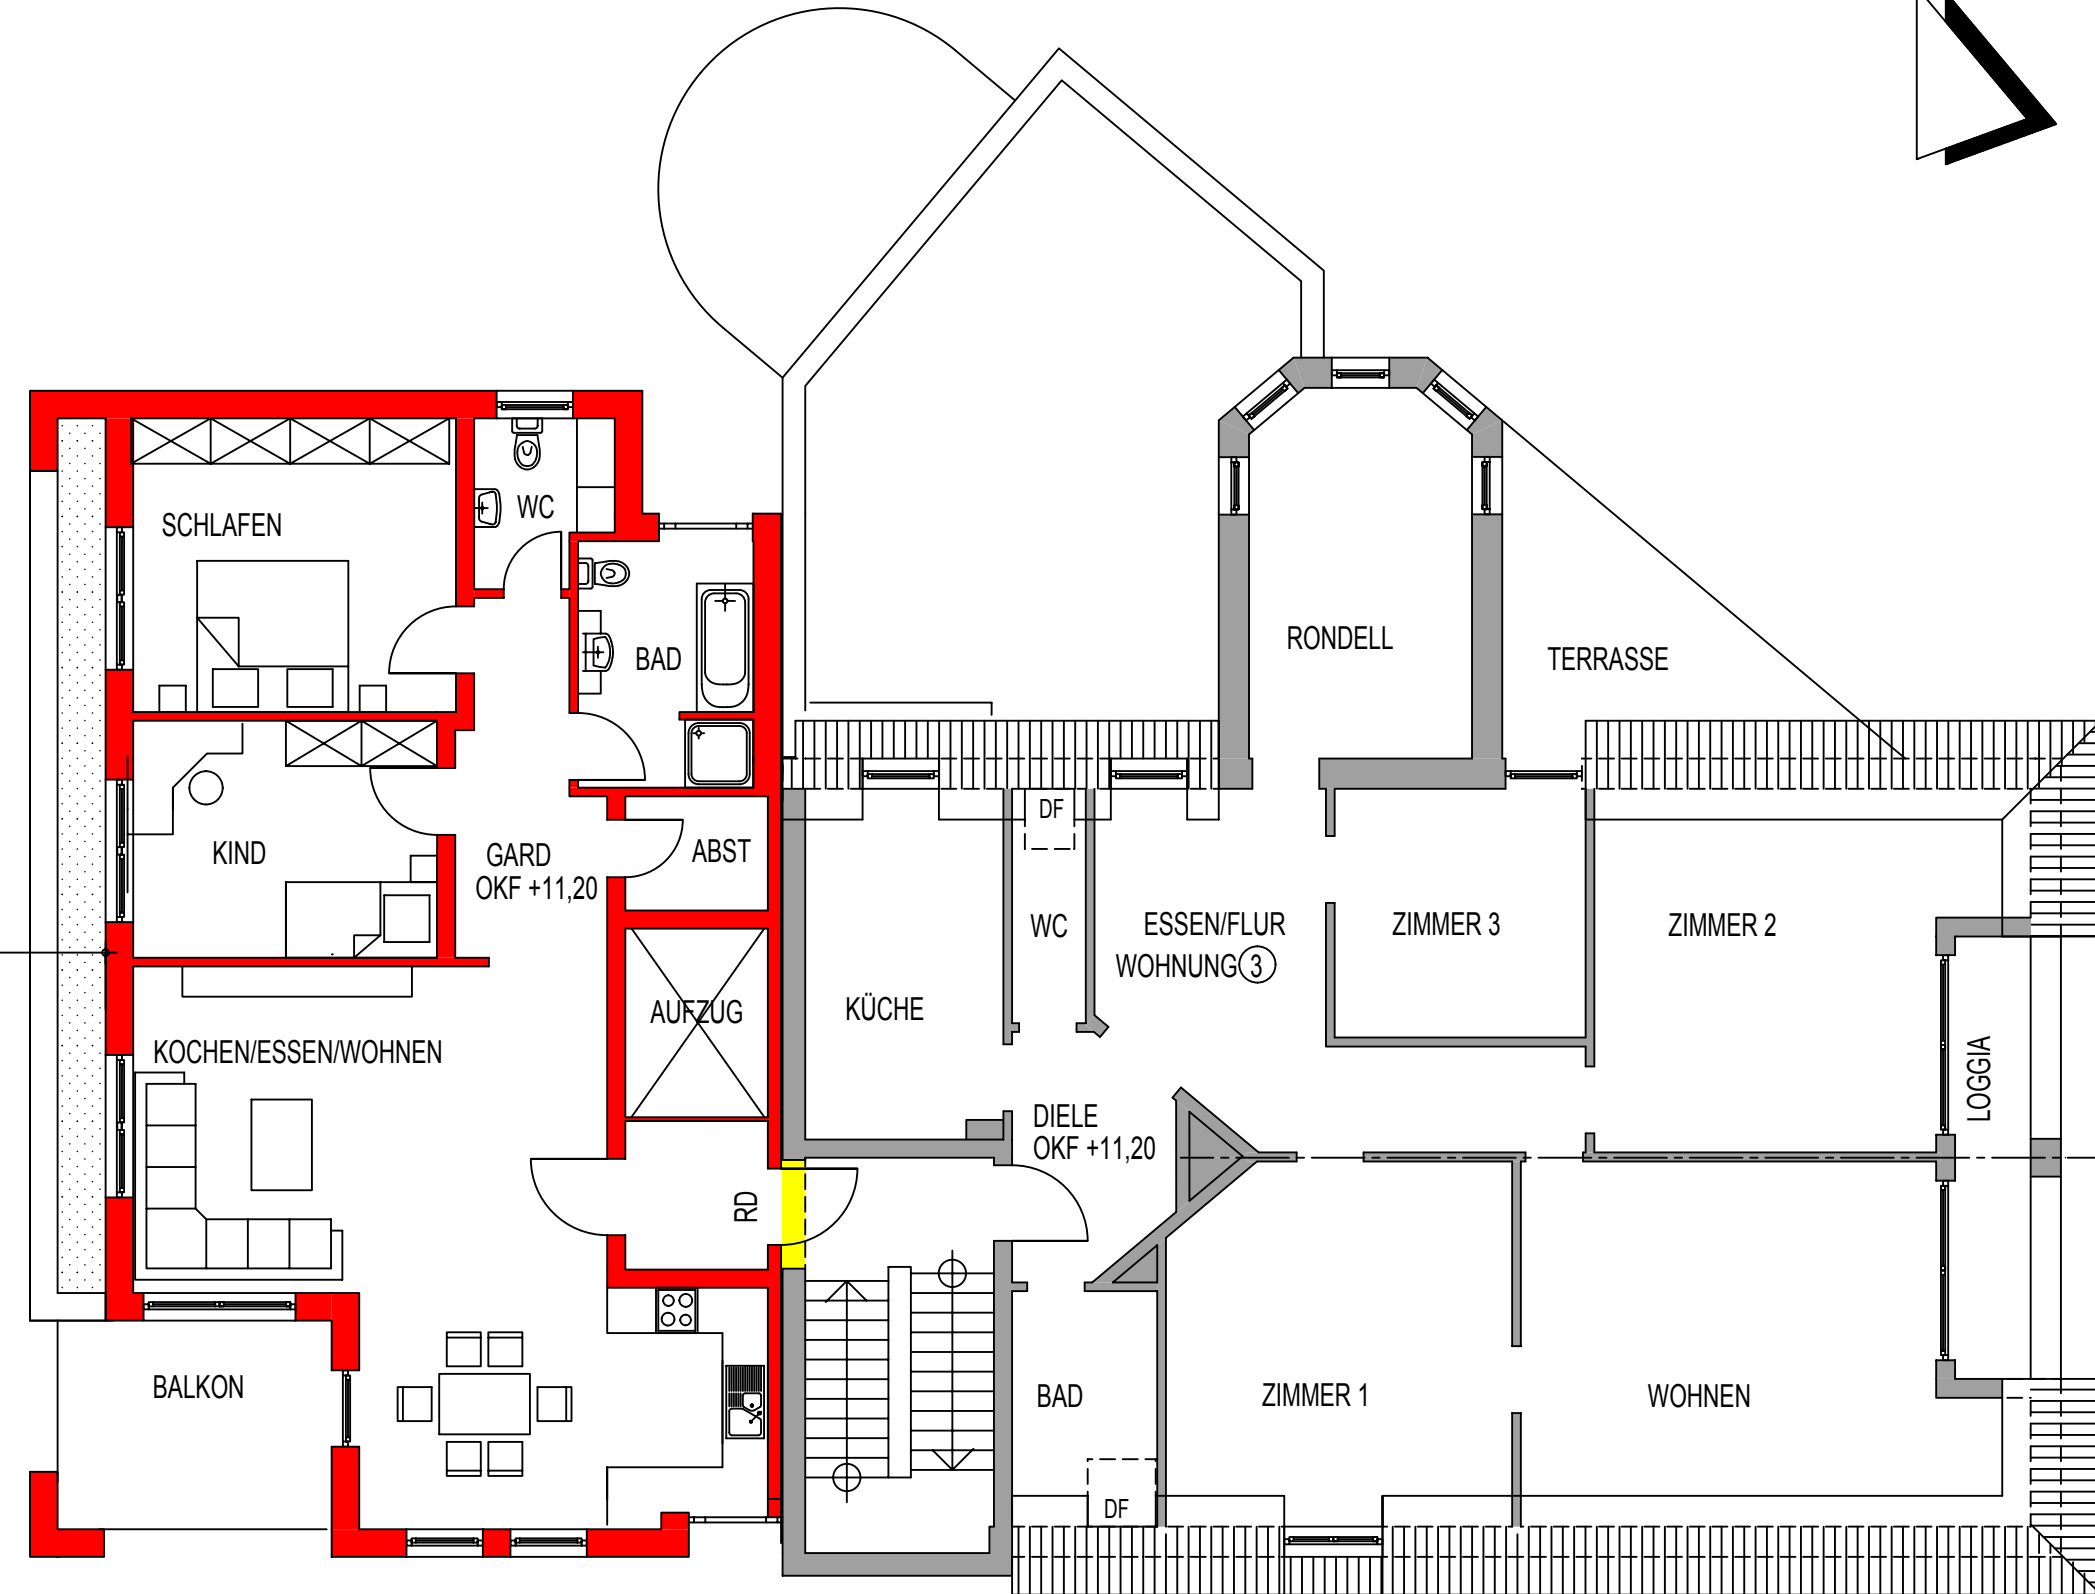 SCHLAFEN
WC
BAD
KIND
GARD
OKF +11,20
ABST
AUFZUG
KOCHEN/ESSEN/WOHNEN
RD
BALKON
RONDELL
TERRASSE
DF
WC
ESSEN/FLUR
WOHNUNG 3
ZIMMER 3
ZIMMER 2
KÜCHE
LOGGIA
DIELE
OKF +11,20
BAD
ZIMMER 1
WOHNEN
DF